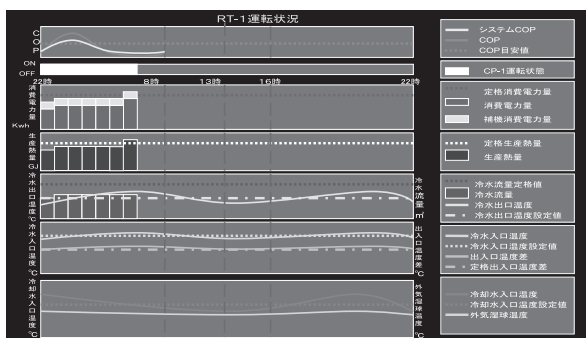 RT-1運転状況
COP
システムCOP
COP
COP目安値
ON
OFF
CP-1運転状態
22時
8時
13時
16時
22時
消費電力量
Kwh
定格消費電力量
消費電力量
補機消費電力量
生産熱量
GJ
定格生産熱量
生産熱量
冷水出口温度
℃
冷水流量
㎥
冷水流量定格値
冷水流量
冷水出口温度
冷水出口温度設定値
冷水入口温度
℃
出入口温度差
℃
冷水入口温度
冷水入口温度設定値
出入口温度差
定格出入口温度差
冷却水入口温度
℃
外気湿球温度
℃
冷却水入口温度
冷却水入口温度設定値
外気湿球温度